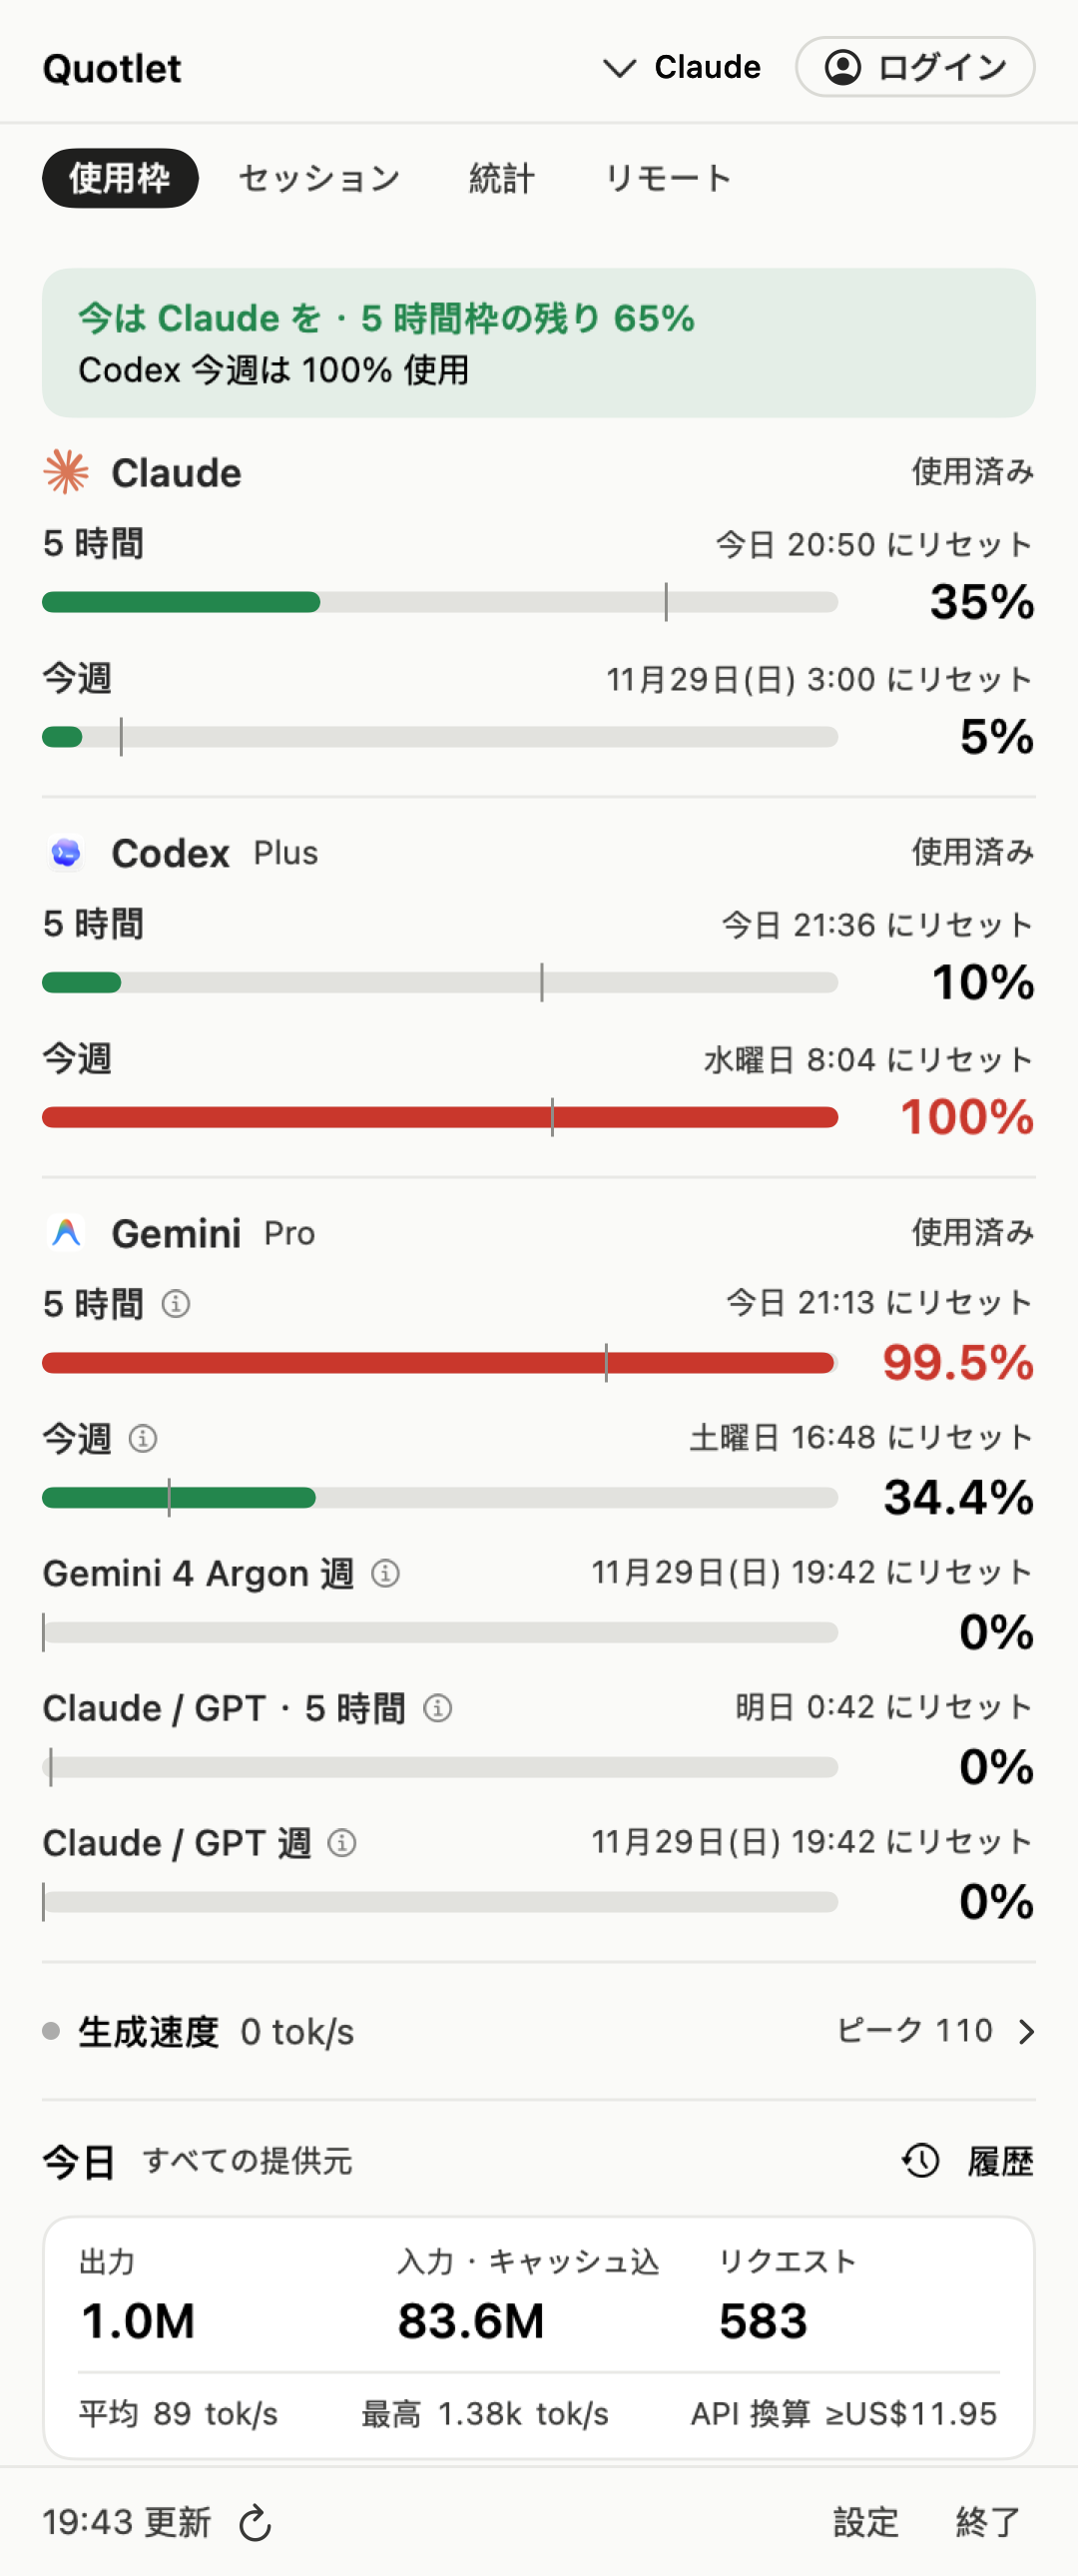 Quotlet
Claude
ログイン
使用枠
セッション
統計
リモート
今は Claude を · 5 時間枠の残り 65%
Codex 今週は 100% 使用
Claude
使用済み
5 時間
今日 20:50 にリセット
35%
今週
11月29日(日) 3:00 にリセット
5%
Codex Plus
使用済み
5 時間
今日 21:36 にリセット
10%
今週
水曜日 8:04 にリセット
100%
Gemini Pro
使用済み
5 時間
今日 21:13 にリセット
99.5%
今週
土曜日 16:48 にリセット
34.4%
Gemini 4 Argon 週
11月29日(日) 19:42 にリセット
0%
Claude / GPT · 5 時間
明日 0:42 にリセット
0%
Claude / GPT 週
11月29日(日) 19:42 にリセット
0%
生成速度 0 tok/s
ピーク 110
今日 すべての提供元
履歴
出力
入力 · キャッシュ込
リクエスト
1.0M
83.6M
583
平均 89 tok/s
最高 1.38k tok/s
API 換算 ≥US$11.95
19:43 更新
設定
終了